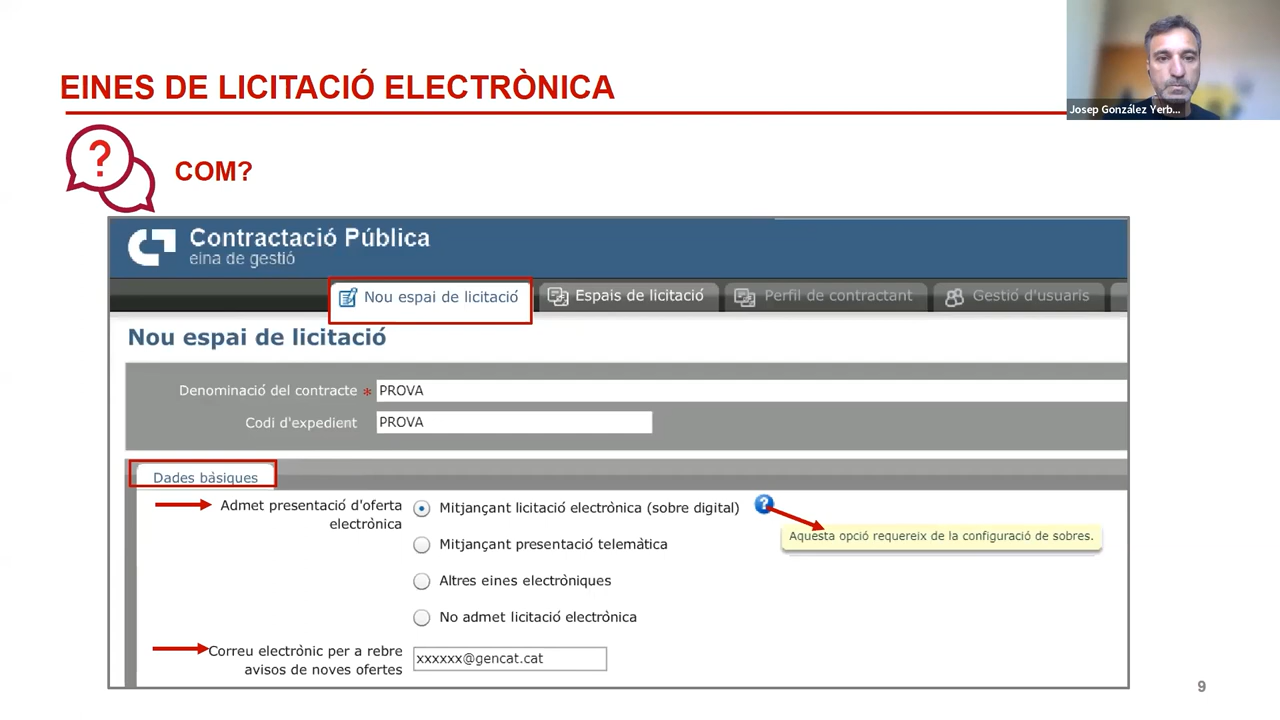 EINES DE LICITACIÓ ELECTRÒNICA
Josep González Yerb...
?
COM?
Contractació Pública
eina de gestió
Nou espai de licitació
Espais de licitació
Perfil de contractant
Gestió d'usuaris
Nou espai de licitació
Denominació del contracte * PROVA
Codi d'expedient PROVA
Dades bàsiques
Admet presentació d'oferta
electrònica
Mitjançant licitació electrònica (sobre digital)
?
Aquesta opció requereix de la configuració de sobres.
Mitjançant presentació telemàtica
Altres eines electròniques
No admet licitació electrònica
Correu electrònic per a rebre
avisos de noves ofertes
xxxxxx@gencat.cat
9